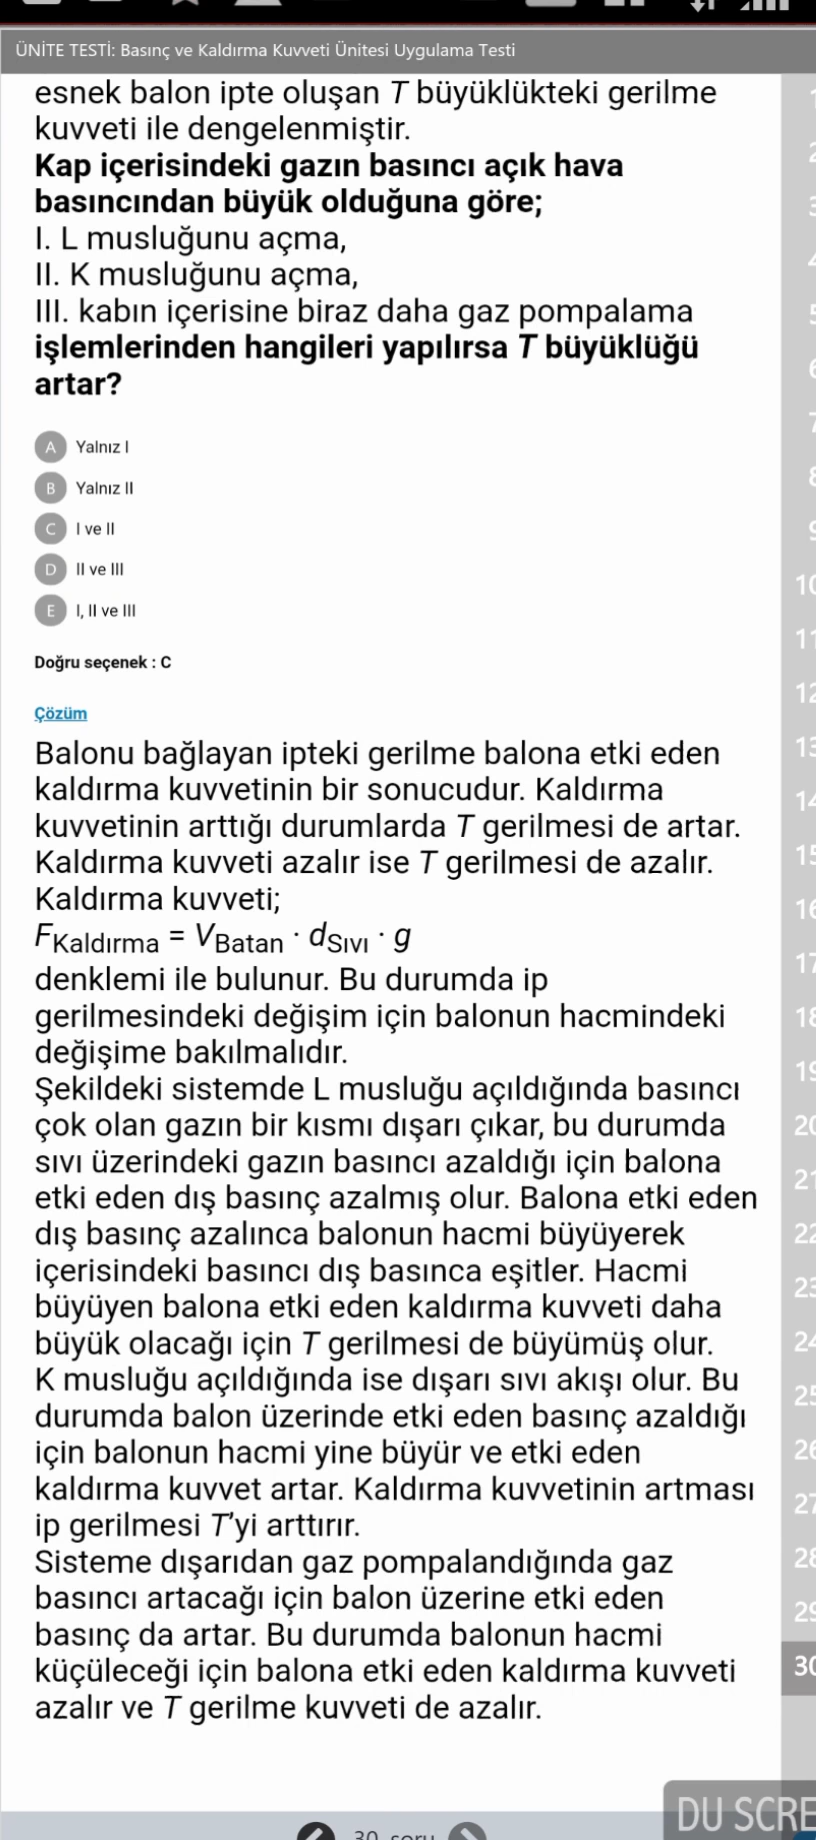 ÜNİTE TESTİ: Basınç ve Kaldırma Kuvveti Ünitesi Uygulama Testi
esnek balon ipte oluşan T büyüklükteki gerilme
kuvveti ile dengelenmiştir.
Kap içerisindeki gazın basıncı açık hava
basıncından büyük olduğuna göre;
I. L musluğunu açma,
II. K musluğunu açma,
III. kabın içerisine biraz daha gaz pompalama
işlemlerinden hangileri yapılırsa T büyüklüğü
artar?
A Yalnız I
B Yalnız II
C I ve II
D II ve III
E I, II ve III
Doğru seçenek : C
Çözüm
Balonu bağlayan ipteki gerilme balona etki eden
kaldırma kuvvetinin bir sonucudur. Kaldırma
kuvvetinin arttığı durumlarda T gerilmesi de artar.
Kaldırma kuvveti azalır ise T gerilmesi de azalır.
Kaldırma kuvveti;
FKaldırma = VBatan · dSıvı · g
denklemi ile bulunur. Bu durumda ip
gerilmesindeki değişim için balonun hacmindeki
değişime bakılmalıdır.
Şekildeki sistemde L musluğu açıldığında basıncı
çok olan gazın bir kısmı dışarı çıkar, bu durumda
sıvı üzerindeki gazın basıncı azaldığı için balona
etki eden dış basınç azalmış olur. Balona etki eden
dış basınç azalınca balonun hacmi büyüyerek
içerisindeki basıncı dış basınca eşitler. Hacmi
büyüyen balona etki eden kaldırma kuvveti daha
büyük olacağı için T gerilmesi de büyümüş olur.
K musluğu açıldığında ise dışarı sıvı akışı olur. Bu
durumda balon üzerinde etki eden basınç azaldığı
için balonun hacmi yine büyür ve etki eden
kaldırma kuvvet artar. Kaldırma kuvvetinin artması
ip gerilmesi T'yi arttırır.
Sisteme dışarıdan gaz pompalandığında gaz
basıncı artacağı için balon üzerine etki eden
basınç da artar. Bu durumda balonun hacmi
küçüleceği için balona etki eden kaldırma kuvveti
azalır ve T gerilme kuvveti de azalır.
10
11
12
13
14
15
16
17
18
19
20
21
22
23
24
25
26
27
28
29
30
30. soru
DU SCRE